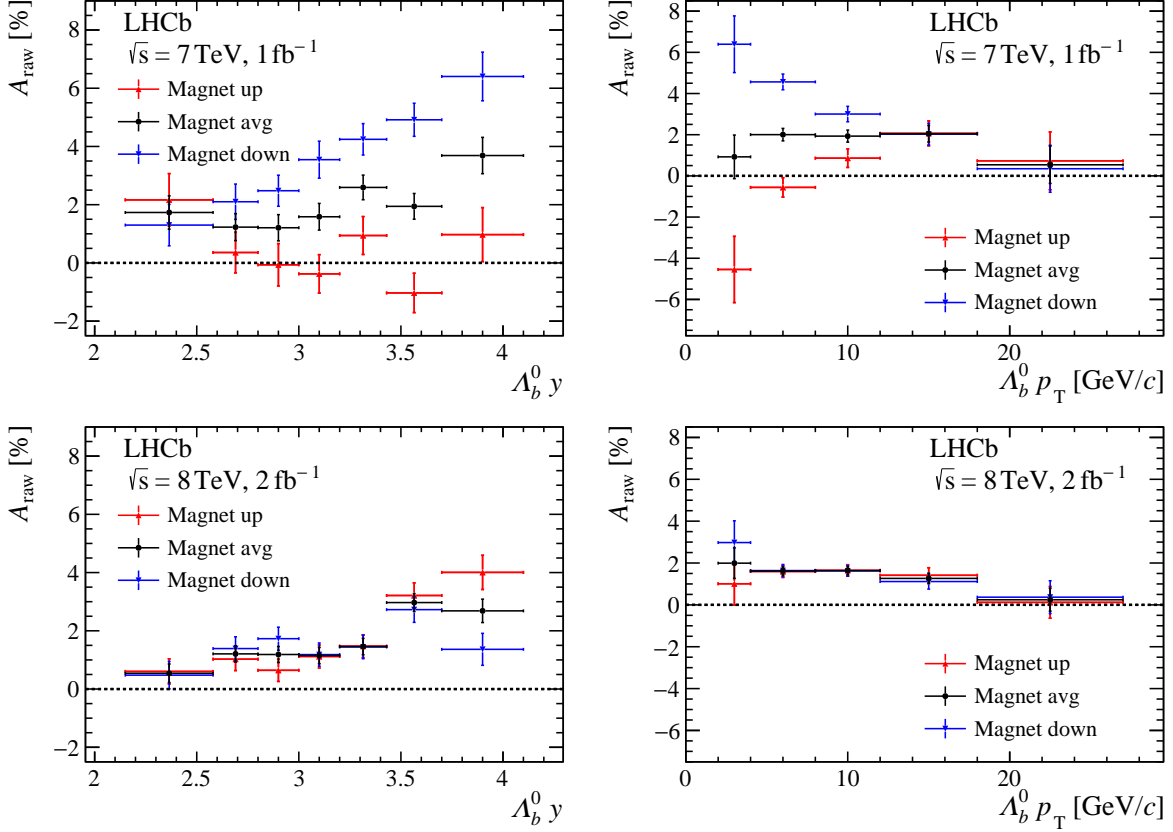 A_raw [%]
8
6
4
2
0
−2
LHCb
√s = 7 TeV, 1 fb⁻¹
Magnet up
Magnet avg
Magnet down
2 2.5 3 3.5 4
Λ_b^0 y
A_raw [%]
8
6
4
2
0
−2
−4
−6
LHCb
√s = 7 TeV, 1 fb⁻¹
Magnet up
Magnet avg
Magnet down
0 10 20
Λ_b^0 p_T [GeV/c]
A_raw [%]
8
6
4
2
0
−2
LHCb
√s = 8 TeV, 2 fb⁻¹
Magnet up
Magnet avg
Magnet down
2 2.5 3 3.5 4
Λ_b^0 y
A_raw [%]
8
6
4
2
0
−2
−4
−6
LHCb
√s = 8 TeV, 2 fb⁻¹
Magnet up
Magnet avg
Magnet down
0 10 20
Λ_b^0 p_T [GeV/c]